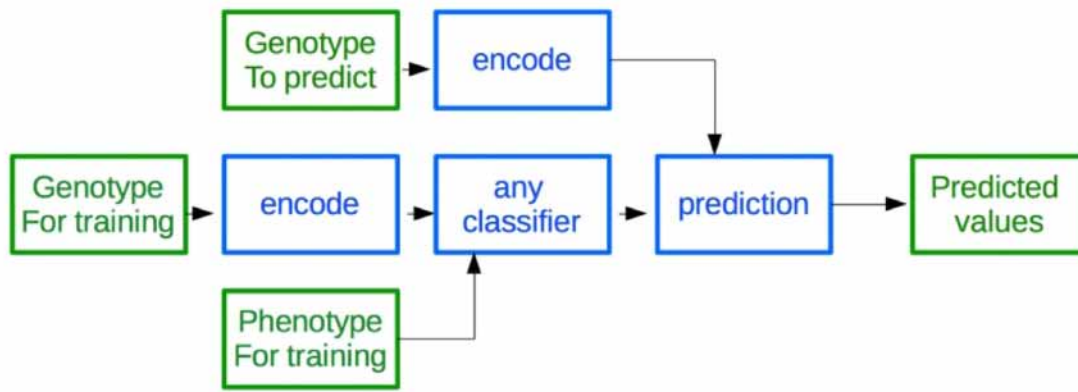 Genotype
To predict
encode
Genotype
For training
encode
any
classifier
prediction
Predicted
values
Phenotype
For training